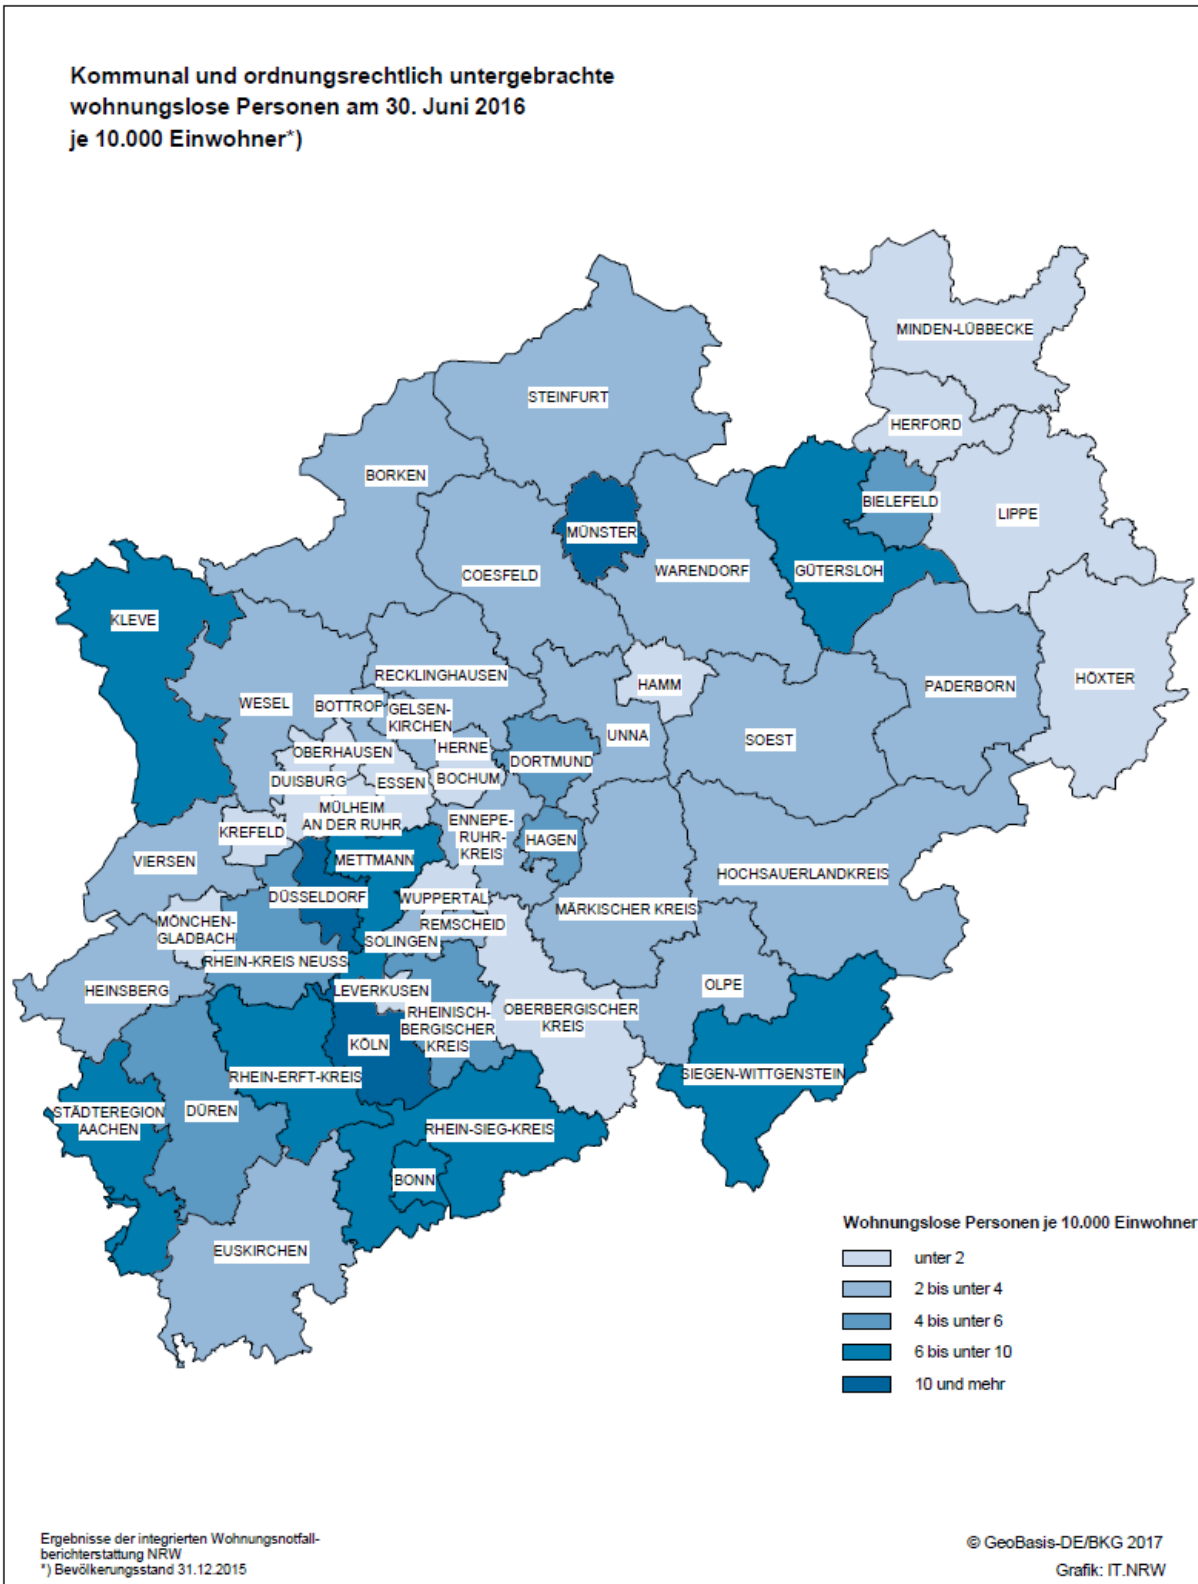 Kommunal und ordnungsrechtlich untergebrachte
wohnungslose Personen am 30. Juni 2016
je 10.000 Einwohner*)
MINDEN-LÜBBECKE
STEINFURT
HERFORD
BORKEN
BIELEFELD
LIPPE
MÜNSTER
COESFELD
WARENDORF
GÜTERSLOH
KLEVE
RECKLINGHAUSEN
HAMM
PADERBORN
HÖXTER
WESEL
BOTTROP
GELSEN-
KIRCHEN
UNNA
SOEST
OBERHAUSEN
HERNE
DORTMUND
DUISBURG
ESSEN
BOCHUM
MÜLHEIM
AN DER RUHR
KREFELD
ENNEPE-
RUHR-
KREIS
HAGEN
VIERSEN
METTMANN
HOCHSAUERLANDKREIS
DÜSSELDORF
WUPPERTAL
MÄRKISCHER KREIS
MÖNCHEN-
GLADBACH
REMSCHEID
SOLINGEN
RHEIN-KREIS NEUSS
HEINSBERG
LEVERKUSEN
OLPE
RHEINISCH-
BERGISCHER
KREIS
OBERBERGISCHER
KREIS
KÖLN
RHEIN-ERFT-KREIS
SIEGEN-WITTGENSTEIN
STÄDTEREGION
AACHEN
DÜREN
RHEIN-SIEG-KREIS
BONN
EUSKIRCHEN
Wohnungslose Personen je 10.000 Einwohner
unter 2
2 bis unter 4
4 bis unter 6
6 bis unter 10
10 und mehr
Ergebnisse der integrierten Wohnungsnotfall-
berichterstattung NRW
*) Bevölkerungsstand 31.12.2015
© GeoBasis-DE/BKG 2017
Grafik: IT.NRW